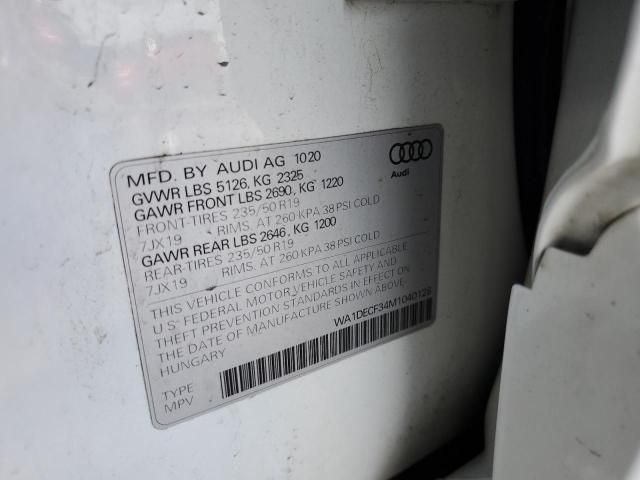 MFD. BY AUDI AG 1020
Audi
GVWR LBS 5126, KG 2325
GAWR FRONT LBS 2690, KG 1220
FRONT-TIRES 235/50 R19
7JX19 RIMS. AT 260 KPA 38 PSI COLD
GAWR REAR LBS 2646, KG 1200
REAR-TIRES 235/50 R19
7JX19 RIMS. AT 260 KPA 38 PSI COLD
THIS VEHICLE CONFORMS TO ALL APPLICABLE
U.S. FEDERAL MOTOR VEHICLE SAFETY AND
THEFT PREVENTION STANDARDS IN EFFECT ON
THE DATE OF MANUFACTURE SHOWN ABOVE.
HUNGARY
WA1DECF34M1040128
TYPE
MPV